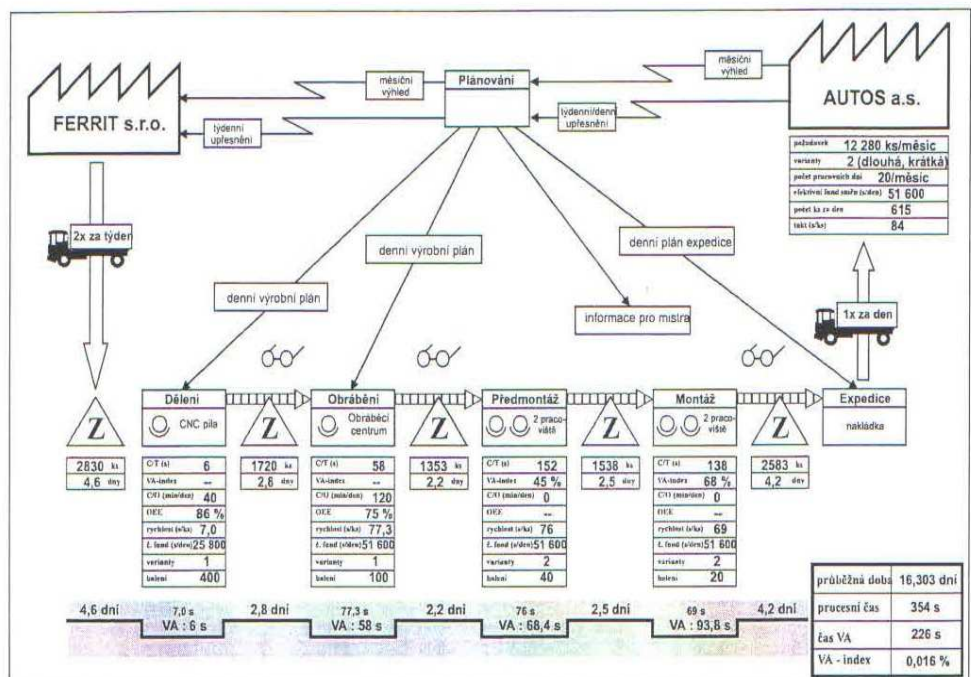 FERRIT s.r.o.
měsíční
výhled
týdenní
upřesnění
Plánování
měsíční
výhled
týdenní/denn
upřesnění
AUTOS a.s.
požadavek 12 280 ks/měsíc
varianty 2 (dlouhá, krátká)
počet pracovních dní 20/měsíc
efektivní fond směn (s/den) 51 600
počet ks za den 615
takt (s/ks) 84
2x za týden
denní výrobní plán
denní výrobní plán
informace pro mistra
denní plán expedice
1x za den
Z
2830 ks
4,6 dny
Dělení
CNC pila
C/T (s) 6
VA-index --
C/O (min/den) 40
OEE 86 %
rychlost (s/ks) 7,0
č. fond (s/den) 25 800
varianty 1
balení 400
Z
1720 ks
2,8 dny
Obrábění
Obráběcí
centrum
C/T (s) 58
VA-index --
C/O (min/den) 120
OEE 75 %
rychlost (s/ks) 77,3
č. fond (s/den) 51 600
varianty 1
balení 100
Z
1353 ks
2,2 dny
Předmontáž
2 praco-
viště
C/T (s) 152
VA-index 45 %
C/O (min/den) 0
OEE --
rychlost (s/ks) 76
č. fond (s/den) 51 600
varianty 2
balení 40
Z
1538 ks
2,5 dny
Montáž
2 praco-
viště
C/T (s) 138
VA-index 68 %
C/O (min/den) 0
OEE --
rychlost (s/ks) 69
č. fond (s/den) 51 600
varianty 2
balení 20
Z
2583 ks
4,2 dny
Expedice
nakládka
4,6 dní
7,0 s
VA : 6 s
2,8 dní
77,3 s
VA : 58 s
2,2 dní
76 s
VA : 68,4 s
2,5 dní
69 s
VA : 93,8 s
4,2 dní
průběžná doba 16,303 dní
procesní čas 354 s
čas VA 226 s
VA - index 0,016 %